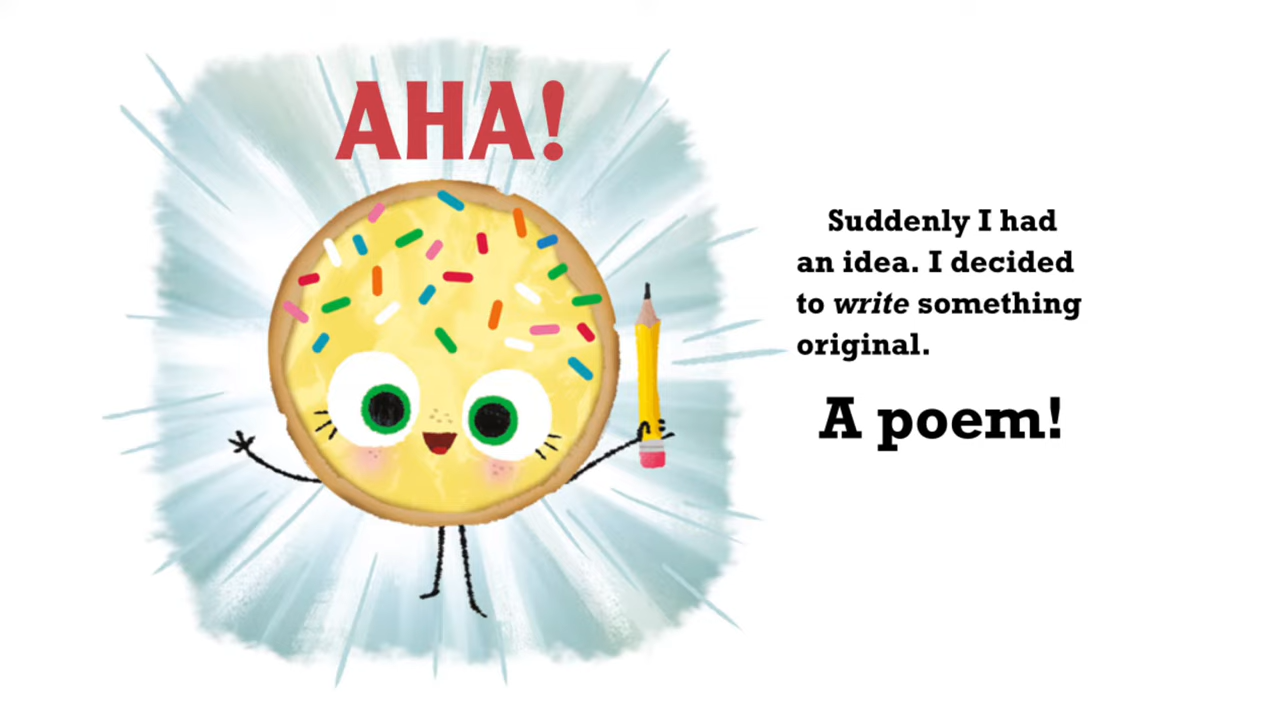 AHA!
Suddenly I had
an idea. I decided
to write something
original.
A poem!